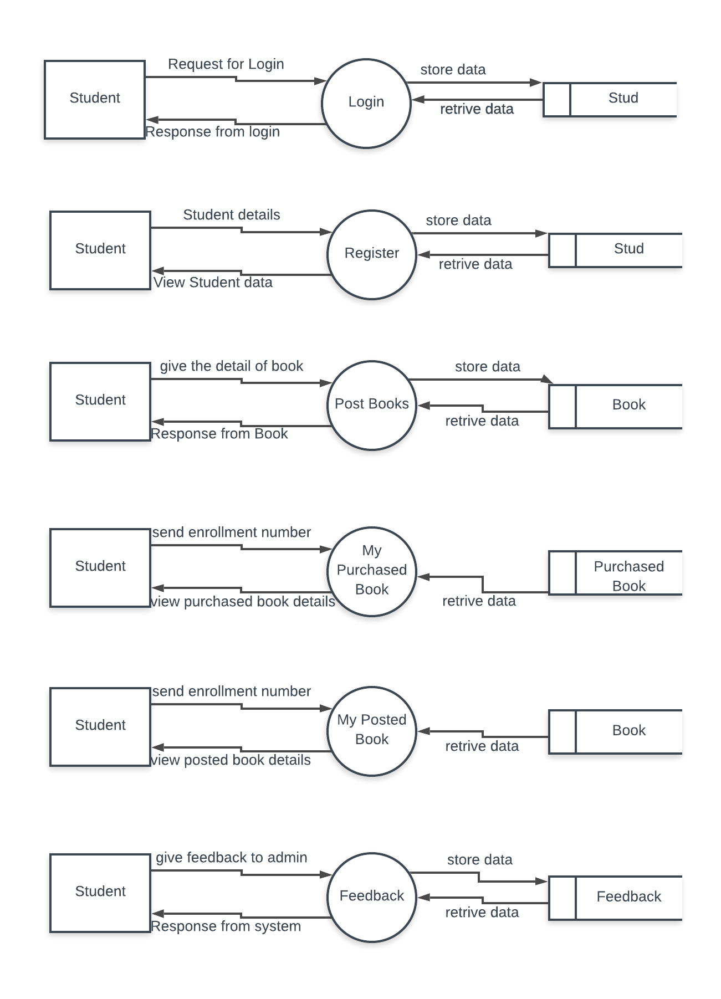 Request for Login
store data
Student
Login
Stud
retrive data
Response from login
Student details
store data
Student
Register
Stud
retrive data
View Student data
give the detail of book
store data
Student
Post Books
Book
retrive data
Response from Book
send enrollment number
Student
My
Purchased
Book
Purchased
Book
retrive data
view purchased book details
send enrollment number
Student
My Posted
Book
Book
retrive data
view posted book details
give feedback to admin
store data
Student
Feedback
Feedback
retrive data
Response from system